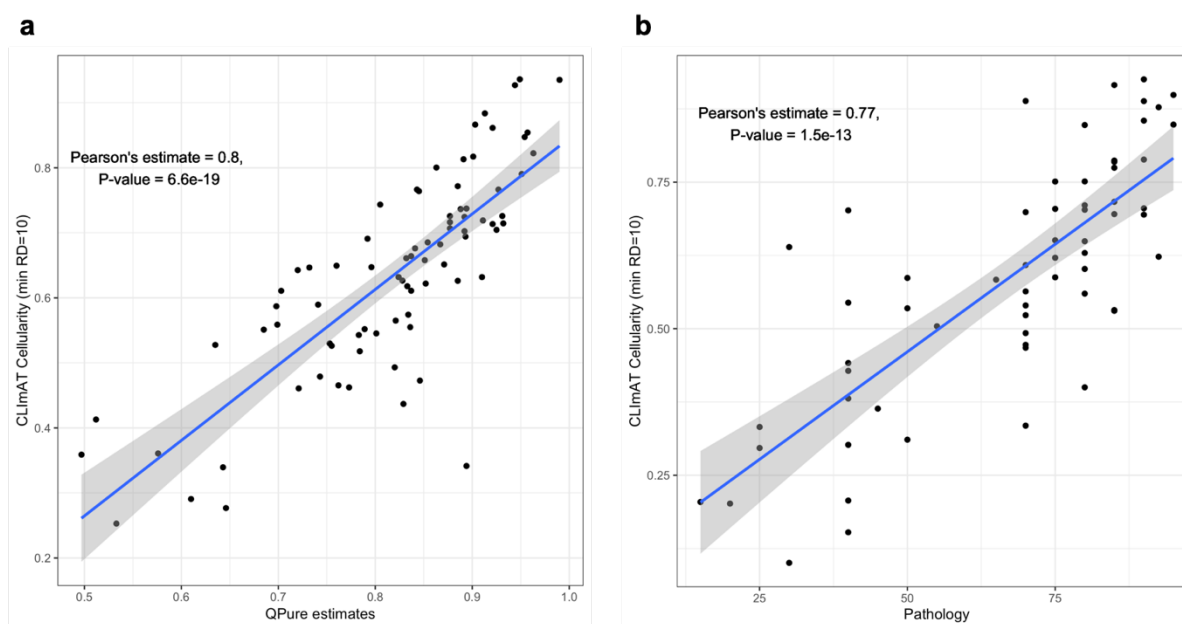 a
Pearson's estimate = 0.8,
P-value = 6.6e-19
CLImAT Cellularity (min RD=10)
0.8
0.6
0.4
0.2
0.5 0.6 0.7 0.8 0.9 1.0
QPure estimates
b
Pearson's estimate = 0.77,
P-value = 1.5e-13
CLImAT Cellularity (min RD=10)
0.75
0.50
0.25
25 50 75
Pathology